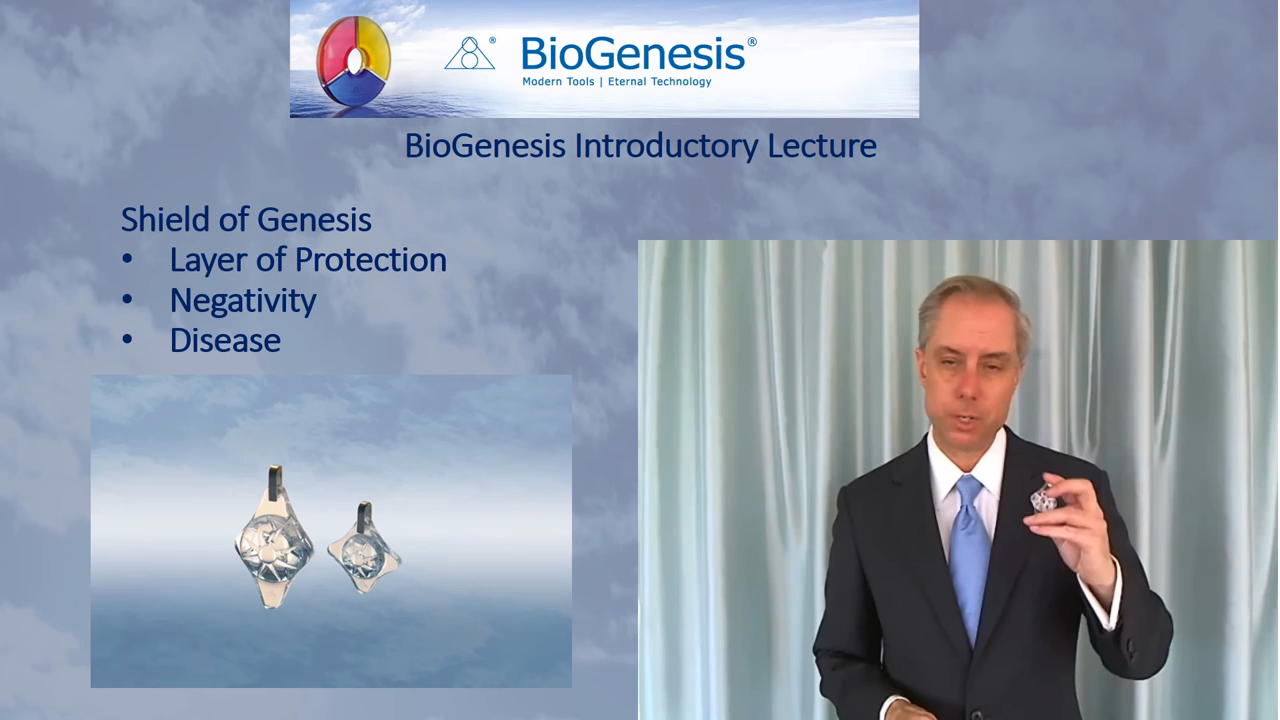 BioGenesis®
Modern Tools | Eternal Technology
BioGenesis Introductory Lecture
Shield of Genesis
• Layer of Protection
• Negativity
• Disease